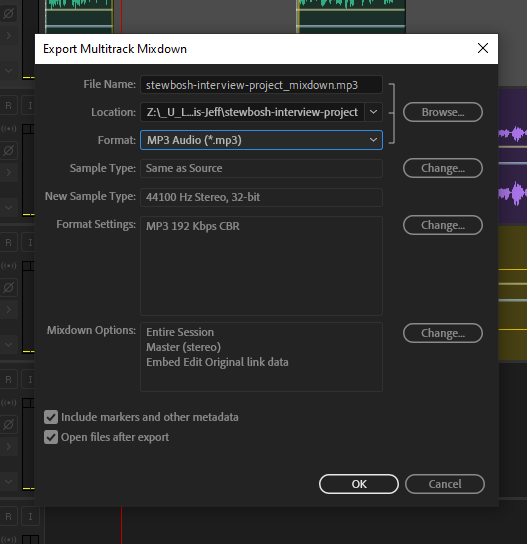 Export Multitrack Mixdown
File Name: stewbosh-interview-project_mixdown.mp3
Location: Z:\_U_L...is-Jeff\stewbosh-interview-project Browse...
Format: MP3 Audio (*.mp3)
Sample Type: Same as Source Change...
New Sample Type: 44100 Hz Stereo, 32-bit
Format Settings: MP3 192 Kbps CBR Change...
Mixdown Options: Entire Session Change...
Master (stereo)
Embed Edit Original link data
Include markers and other metadata
Open files after export
OK Cancel
R I
R I
R I
R I